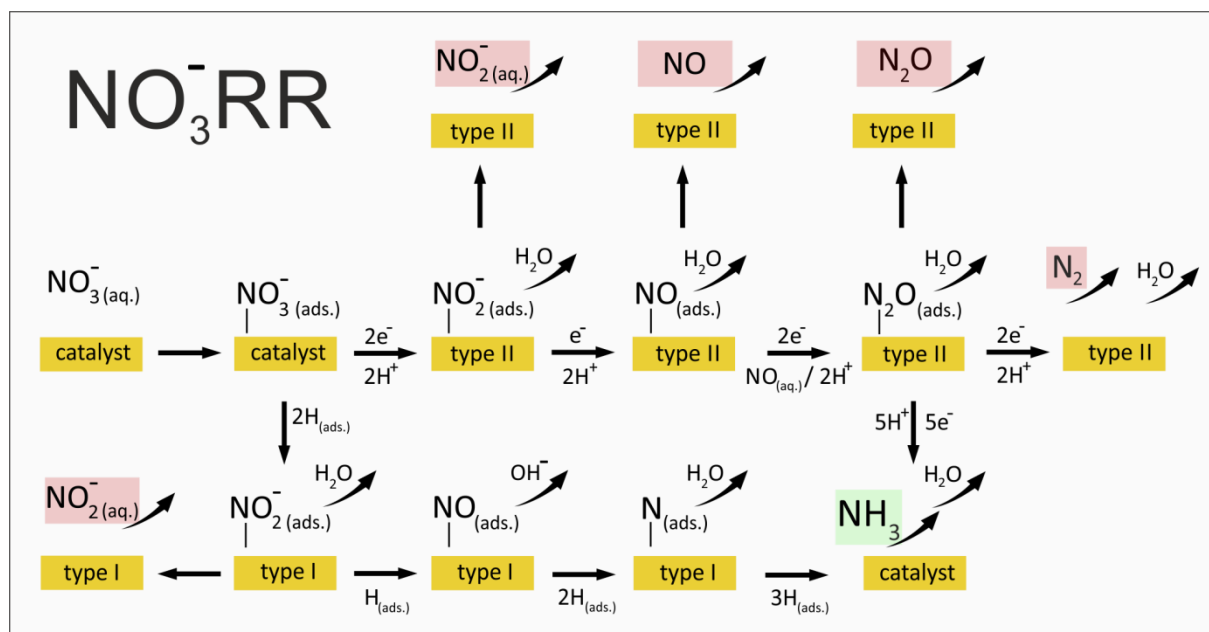 NO₃⁻RR
NO₂⁻(aq.)
NO
N₂O
type II
type II
type II
NO₃⁻(aq.)
NO₃⁻(ads.)
NO₂⁻(ads.)
H₂O
NO(ads.)
H₂O
N₂O(ads.)
H₂O
N₂
H₂O
catalyst
catalyst
2e⁻
2H⁺
type II
e⁻
2H⁺
type II
2e⁻
NO(aq.) / 2H⁺
type II
2e⁻
2H⁺
type II
2H(ads.)
5H⁺
5e⁻
NO₂⁻(aq.)
NO₂⁻(ads.)
H₂O
NO(ads.)
OH⁻
N(ads.)
H₂O
NH₃
H₂O
type I
type I
H(ads.)
type I
2H(ads.)
type I
3H(ads.)
catalyst